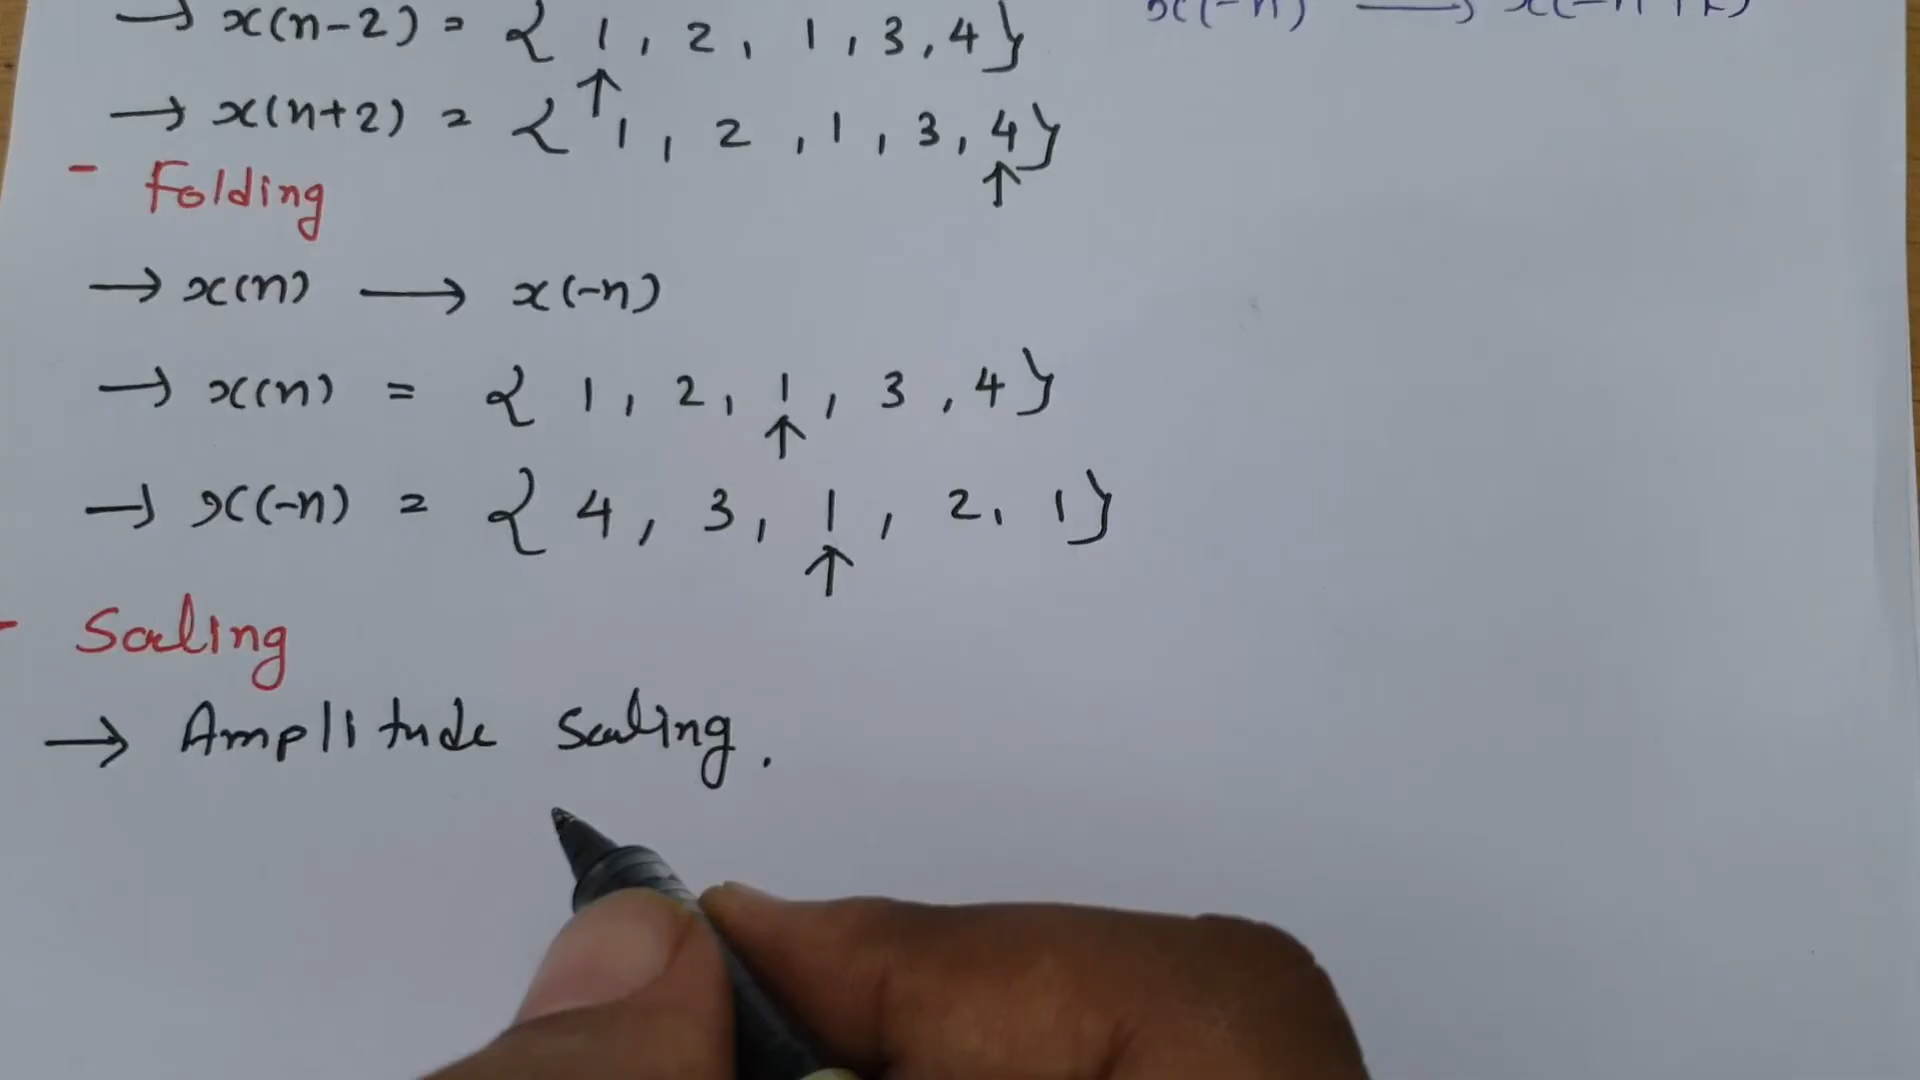 → x(n-2) = { 1, 2, 1, 3, 4 }
↑
→ x(n+2) = { 1, 2, 1, 3, 4 }
↑
- Folding
→ x(n) → x(-n)
→ x(n) = { 1, 2, 1, 3, 4 }
↑
→ x(-n) = { 4, 3, 1, 2, 1 }
↑
- Scaling
→ Amplitude Scaling.